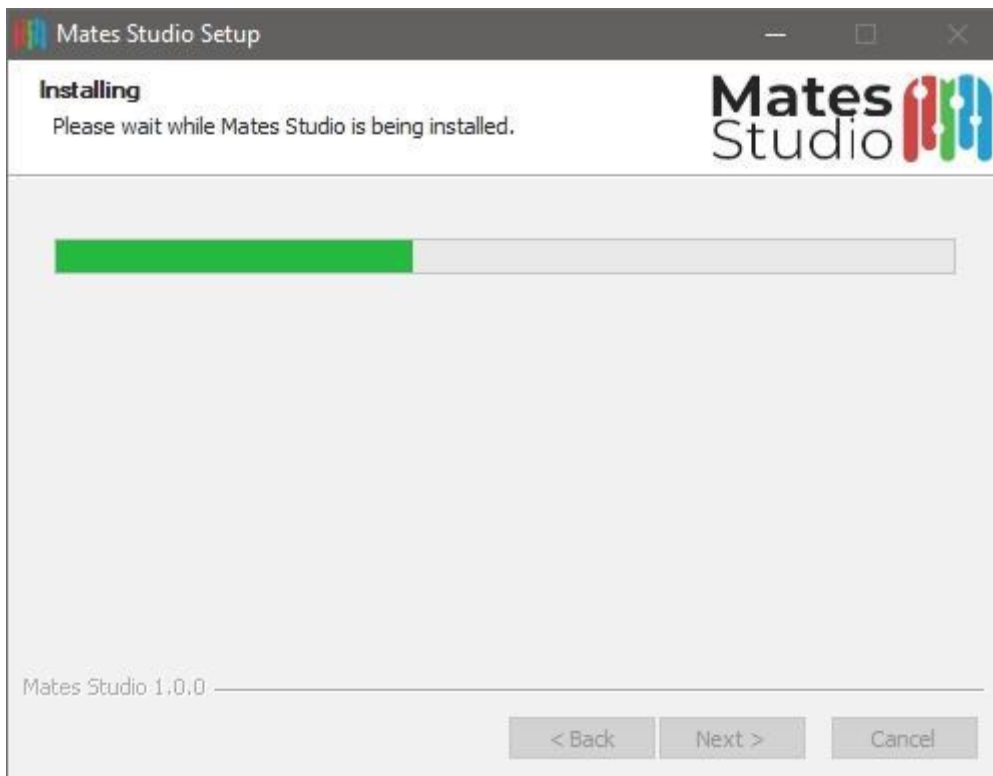 Mates Studio Setup
Installing
Please wait while Mates Studio is being installed.
Mates
Studio
Mates Studio 1.0.0
< Back
Next >
Cancel